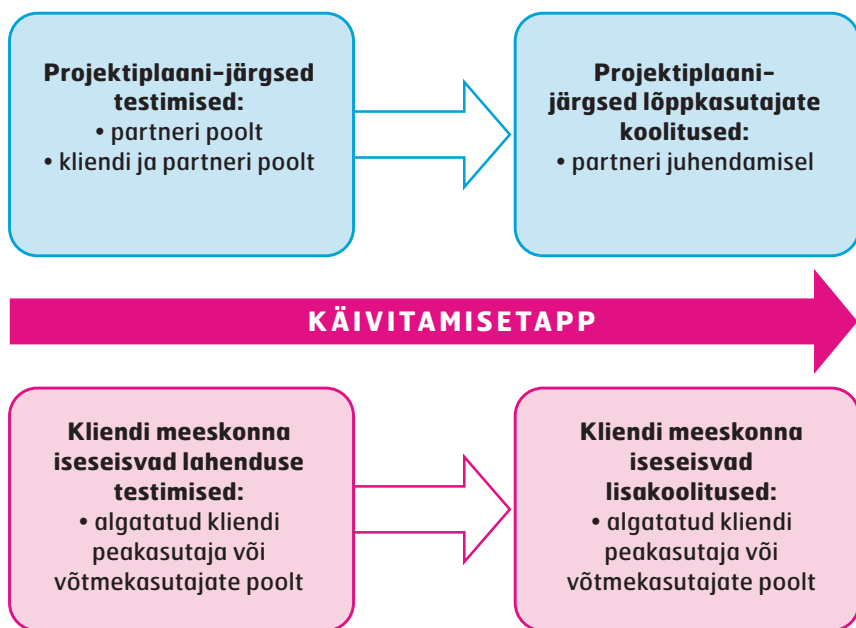 Projektiplaani-järgsed
testimised:
• partneri poolt
• kliendi ja partneri poolt
Projektiplaani-
järgsed lõppkasutajate
koolitused:
• partneri juhendamisel
KÄIVITAMISETAPP
Kliendi meeskonna
iseseisvad lahenduse
testimised:
• algatatud kliendi
peakasutaja või
võtmekasutajate poolt
Kliendi meeskonna
iseseisvad
lisakoolitused:
• algatatud kliendi
peakasutaja või
võtmekasutajate poolt